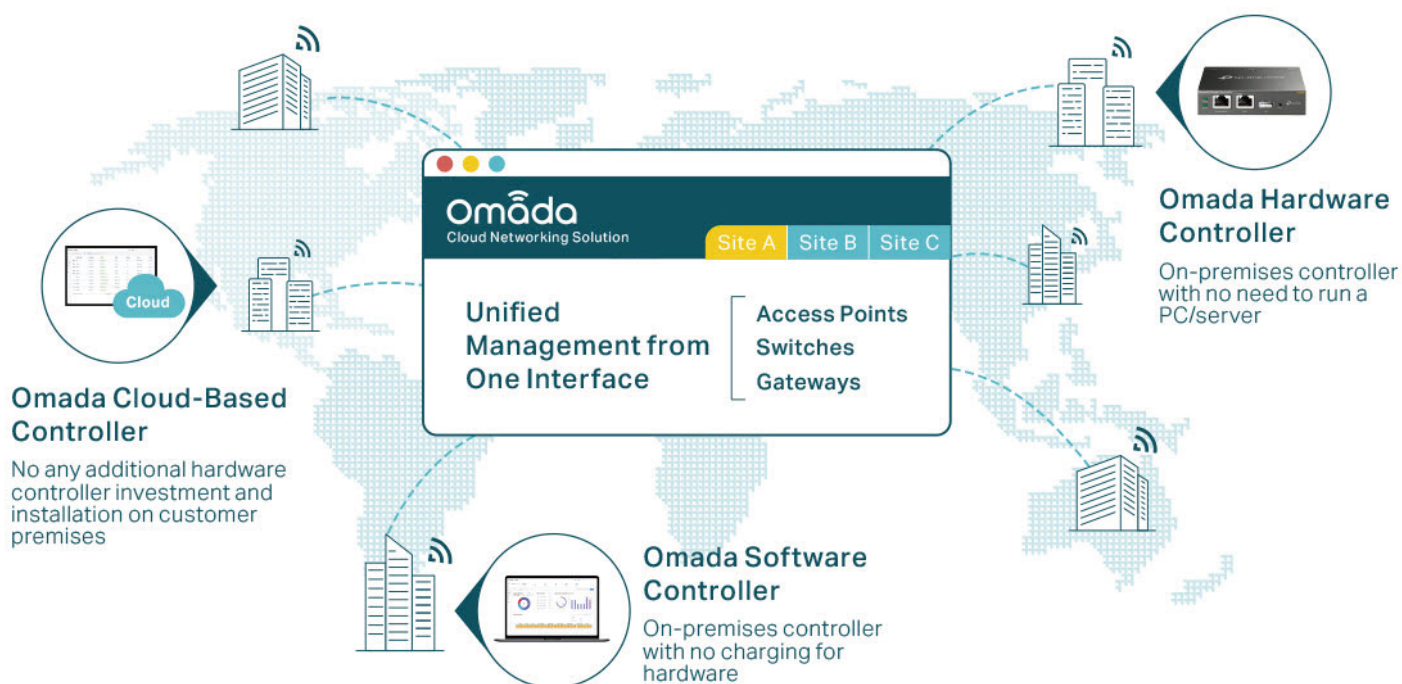 Omada
Cloud Networking Solution
Site A
Site B
Site C
Unified
Management from
One Interface
Access Points
Switches
Gateways
Omada Hardware
Controller
On-premises controller
with no need to run a
PC/server
Cloud
Omada Cloud-Based
Controller
No any additional hardware
controller investment and
installation on customer
premises
Omada Software
Controller
On-premises controller
with no charging for
hardware